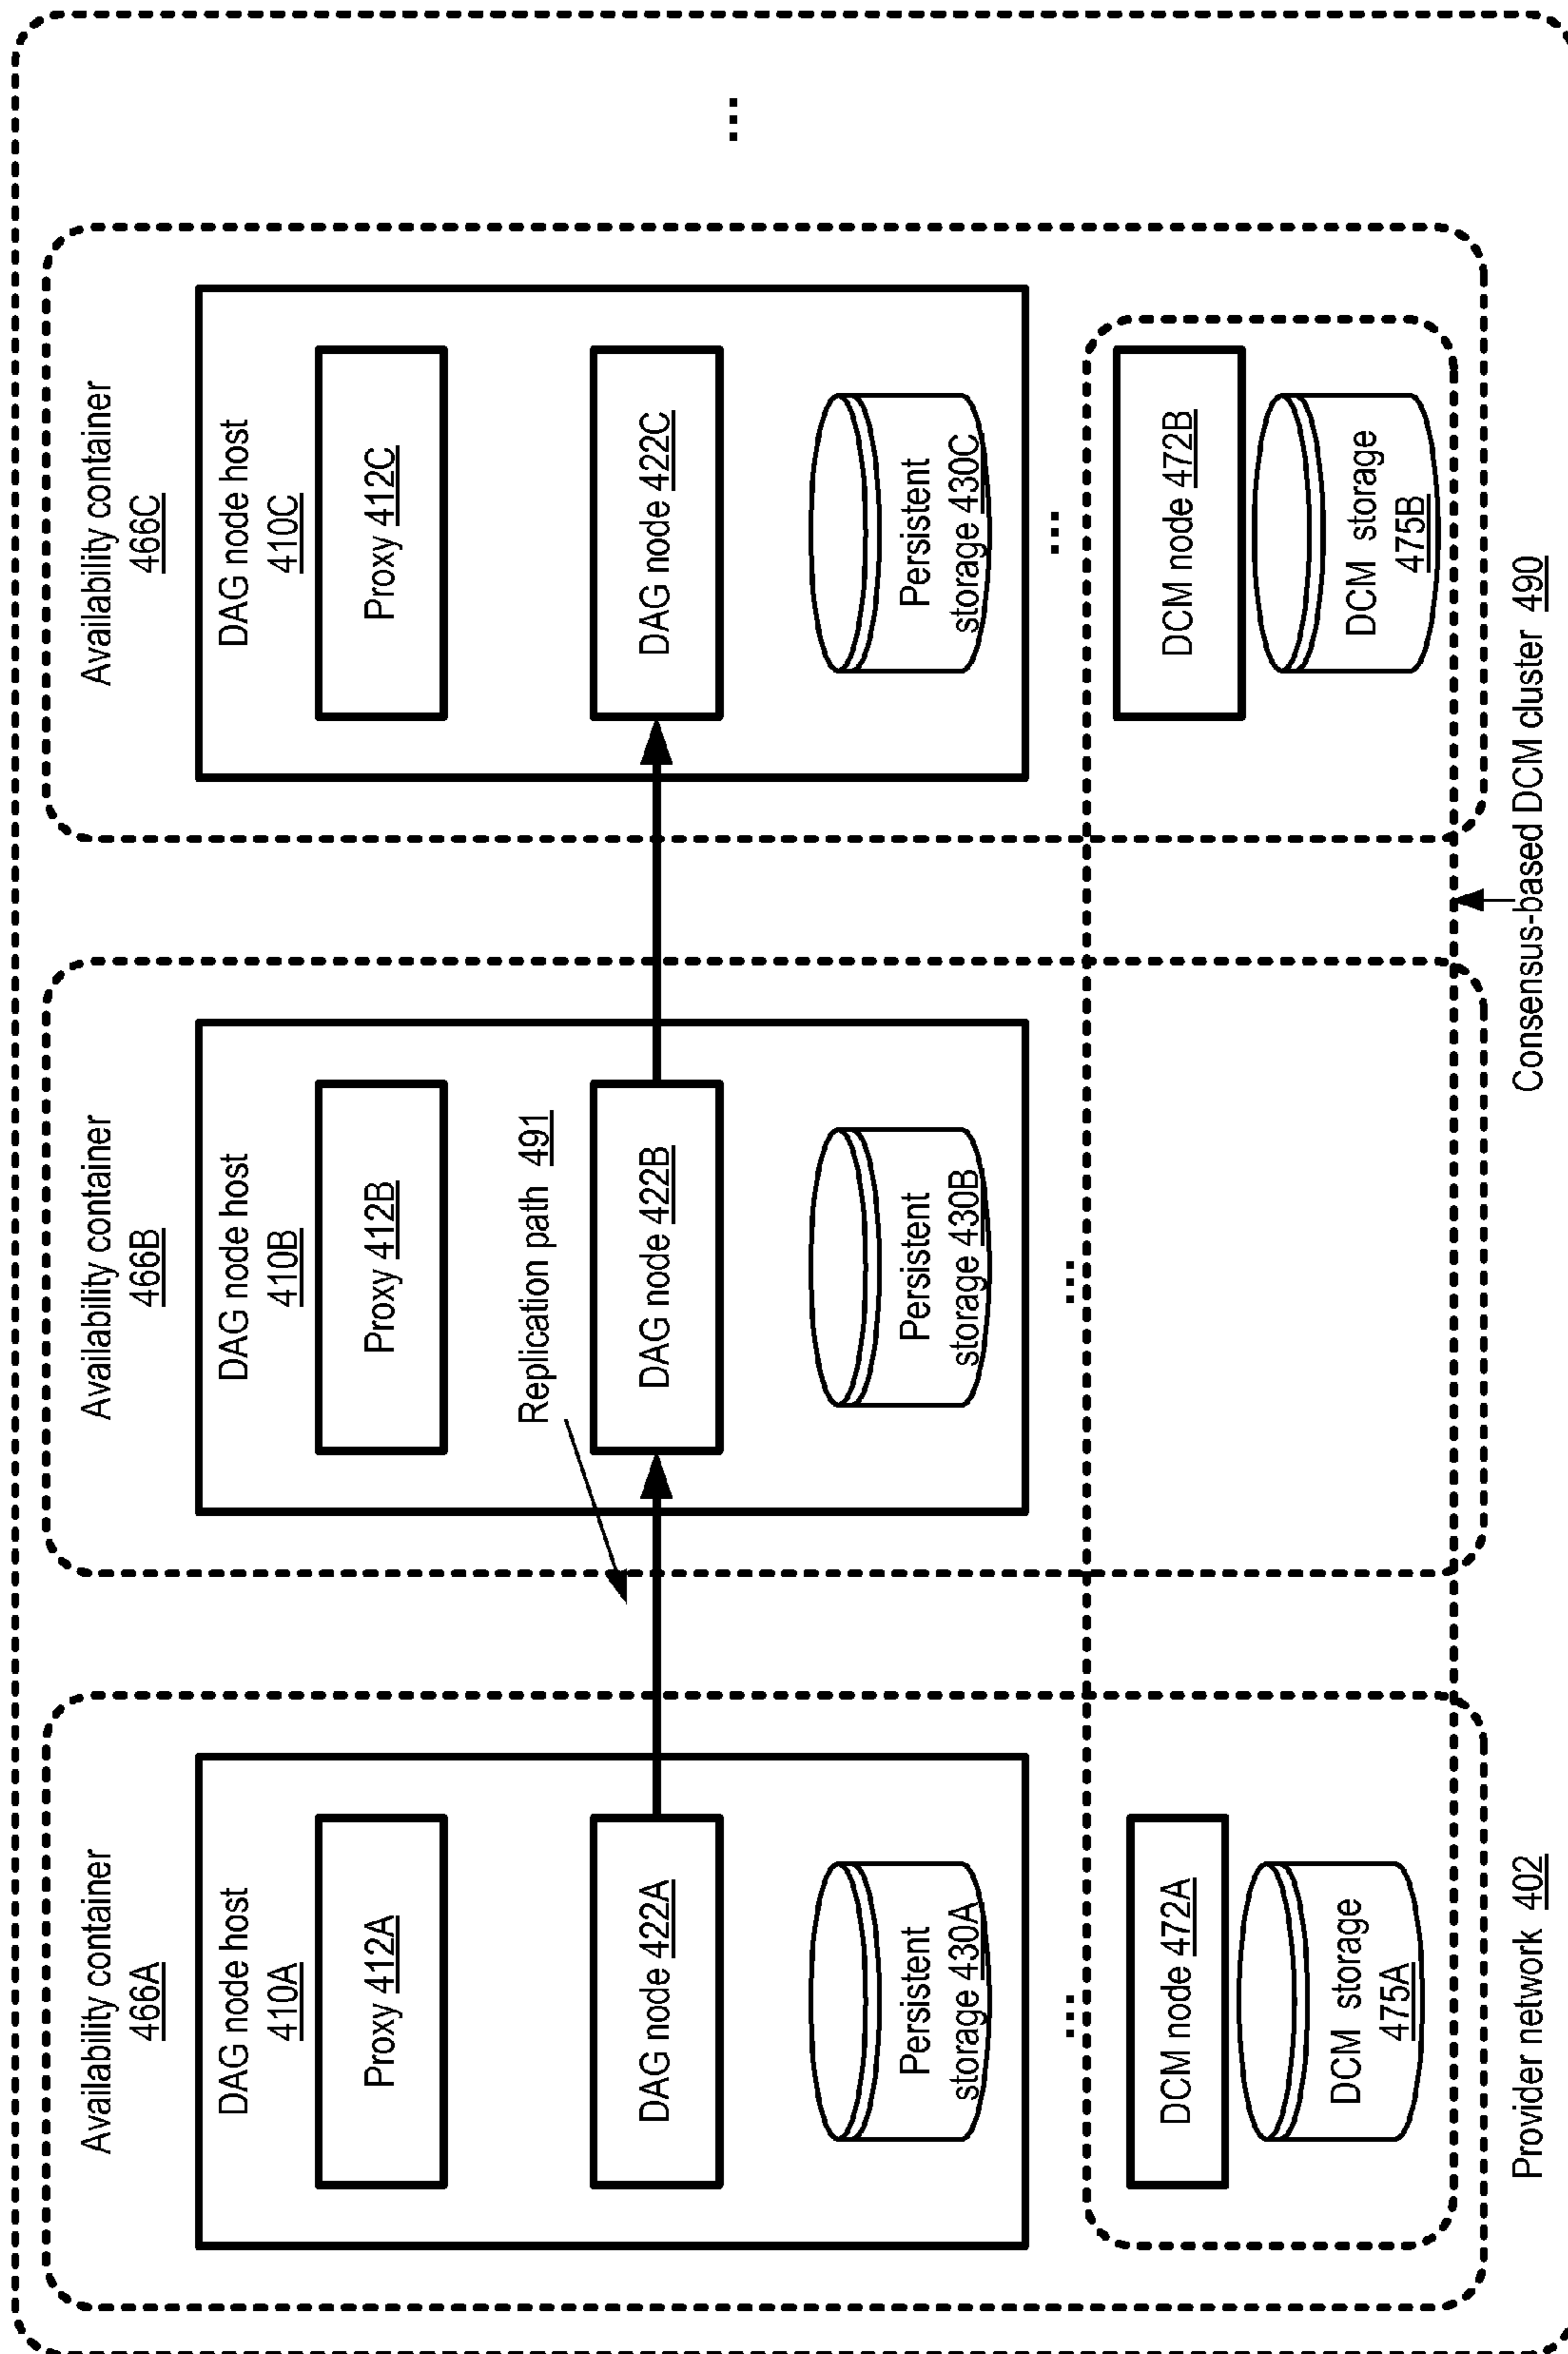 Availability container
466A
DAG node host
410A
Proxy 412A
DAG node 422A
Persistent
storage 430A
...
DCM node 472A
DCM storage
475A
Availability container
466B
DAG node host
410B
Proxy 412B
Replication path 491
DAG node 422B
Persistent
storage 430B
...
Availability container
466C
DAG node host
410C
Proxy 412C
DAG node 422C
Persistent
storage 430C
...
DCM node 472B
DCM storage
475B
...
Provider network 402
Consensus-based DCM cluster 490